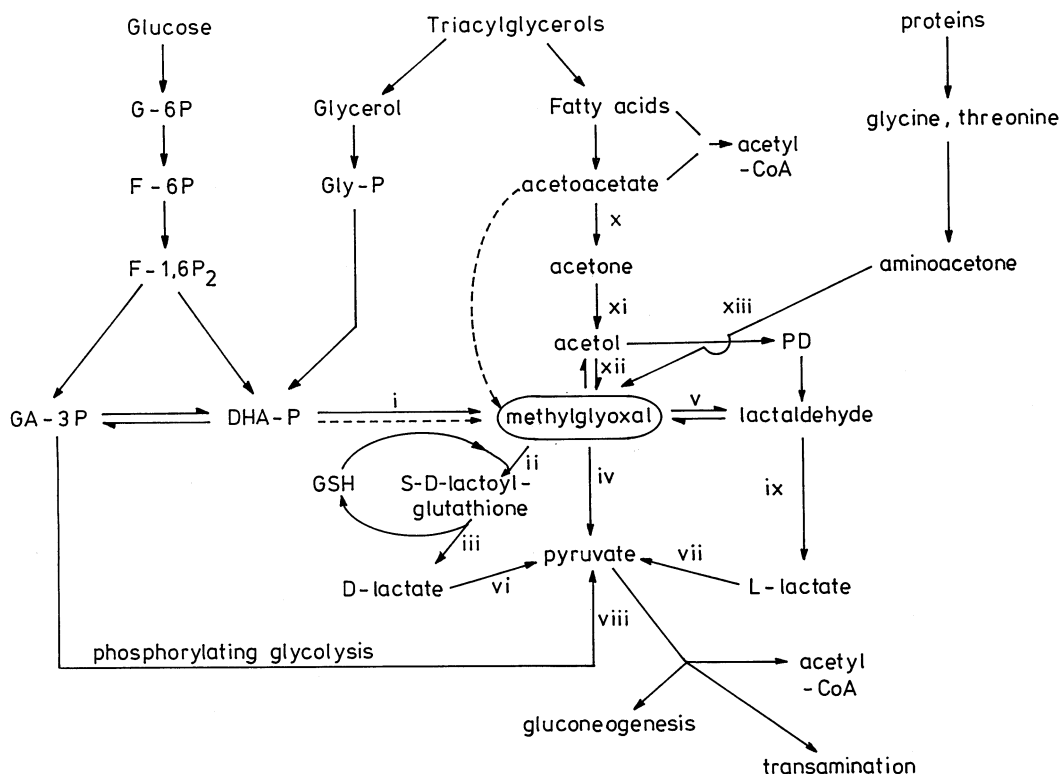 Glucose
Triacylglycerols
proteins
G-6P
Glycerol
Fatty acids
glycine, threonine
acetyl
-CoA
F-6P
Gly-P
acetoacetate
x
F-1,6P2
acetone
aminoacetone
xi
xiii
acetol
PD
xii
GA-3P
DHA-P
i
methylglyoxal
v
lactaldehyde
ii
GSH
S-D-lactoyl-
glutathione
iv
ix
iii
pyruvate
vii
D-lactate
vi
L-lactate
viii
phosphorylating glycolysis
acetyl
-CoA
gluconeogenesis
transamination